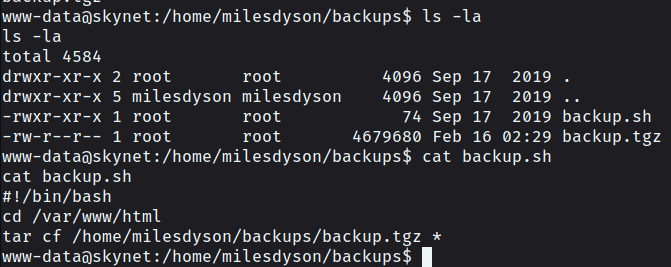 backup.tgz
www-data@skynet:/home/milesdyson/backups$ ls -la
ls -la
total 4584
drwxr-xr-x 2 root       root          4096 Sep 17  2019 .
drwxr-xr-x 5 milesdyson milesdyson    4096 Sep 17  2019 ..
-rwxr-xr-x 1 root       root            74 Sep 17  2019 backup.sh
-rw-r--r-- 1 root       root       4679680 Feb 16 02:29 backup.tgz
www-data@skynet:/home/milesdyson/backups$ cat backup.sh
cat backup.sh
#!/bin/bash
cd /var/www/html
tar cf /home/milesdyson/backups/backup.tgz *
www-data@skynet:/home/milesdyson/backups$